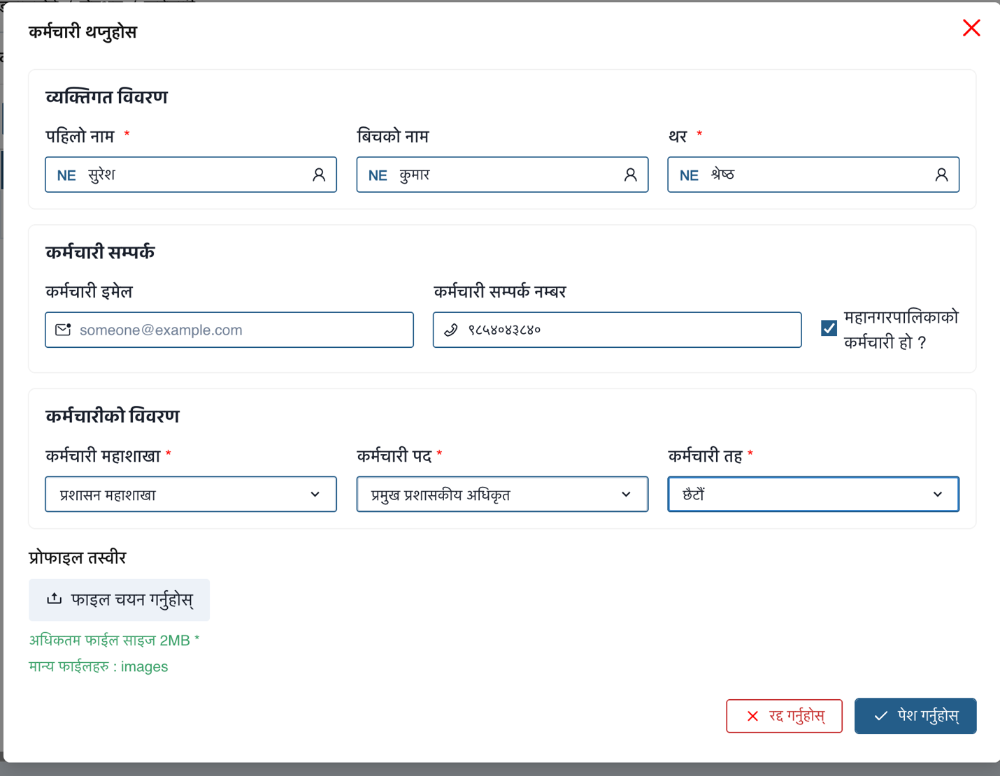 कर्मचारी थप्नुहोस
व्यक्तिगत विवरण
पहिलो नाम *
बिचको नाम
थर *
NE सुरेश
NE कुमार
NE श्रेष्ठ
कर्मचारी सम्पर्क
कर्मचारी इमेल
कर्मचारी सम्पर्क नम्बर
someone@example.com
९८५४०४३८४०
महानगरपालिकाको
कर्मचारी हो ?
कर्मचारीको विवरण
कर्मचारी महाशाखा *
कर्मचारी पद *
कर्मचारी तह *
प्रशासन महाशाखा
प्रमुख प्रशासकीय अधिकृत
छैटौं
प्रोफाइल तस्वीर
फाइल चयन गर्नुहोस्
अधिकतम फाईल साइज 2MB *
मान्य फाईलहरु : images
रद्द गर्नुहोस्
पेश गर्नुहोस्